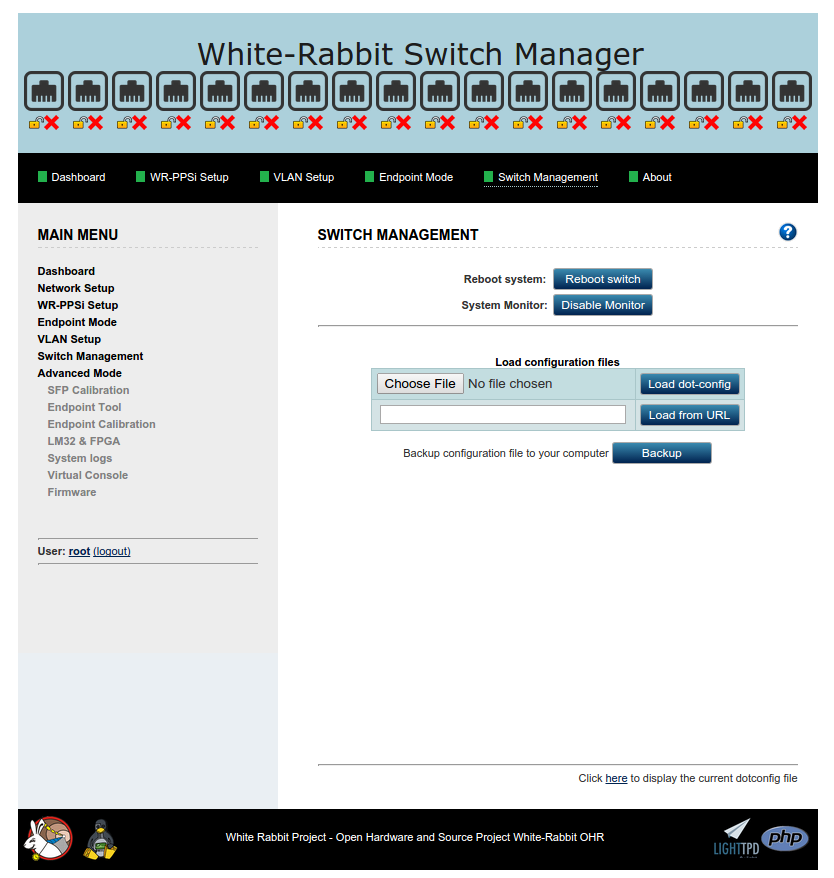 White-Rabbit Switch Manager
Dashboard WR-PPSi Setup VLAN Setup Endpoint Mode Switch Management About
MAIN MENU
Dashboard
Network Setup
WR-PPSi Setup
Endpoint Mode
VLAN Setup
Switch Management
Advanced Mode
SFP Calibration
Endpoint Tool
Endpoint Calibration
LM32 & FPGA
System logs
Virtual Console
Firmware
User: root (logout)
SWITCH MANAGEMENT ?
Reboot system: Reboot switch
System Monitor: Disable Monitor
Load configuration files
Choose File No file chosen Load dot-config
Load from URL
Backup configuration file to your computer Backup
Click here to display the current dotconfig file
White Rabbit Project - Open Hardware and Source Project White-Rabbit OHR
LIGHTTPD
php